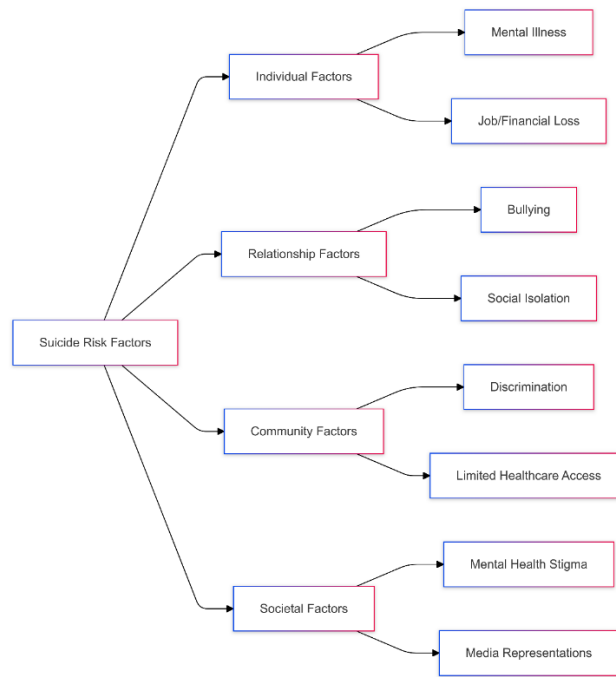 Suicide Risk Factors
Individual Factors
Mental Illness
Job/Financial Loss
Relationship Factors
Bullying
Social Isolation
Community Factors
Discrimination
Limited Healthcare Access
Societal Factors
Mental Health Stigma
Media Representations